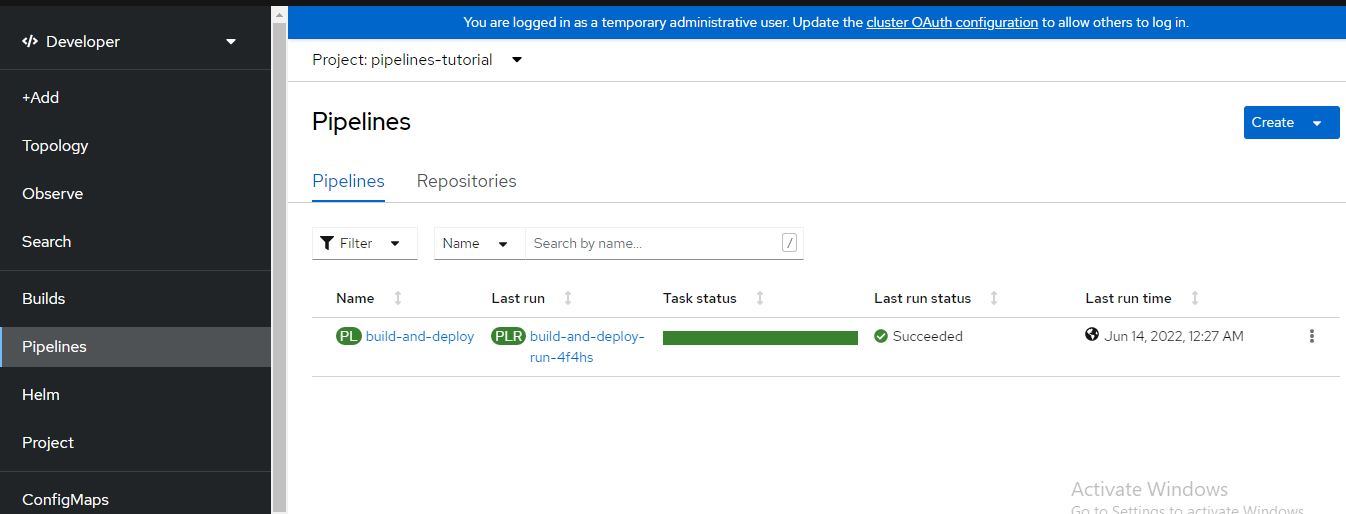 You are logged in as a temporary administrative user. Update the cluster OAuth configuration to allow others to log in.
Developer
+Add
Topology
Observe
Search
Builds
Pipelines
Helm
Project
ConfigMaps
Project: pipelines-tutorial
Pipelines
Create
Pipelines Repositories
Filter Name Search by name... /
Name Last run Task status Last run status Last run time
PL build-and-deploy PLR build-and-deploy- Succeeded Jun 14, 2022, 12:27 AM
run-4f4hs
Activate Windows
Go to Settings to activate Windows.